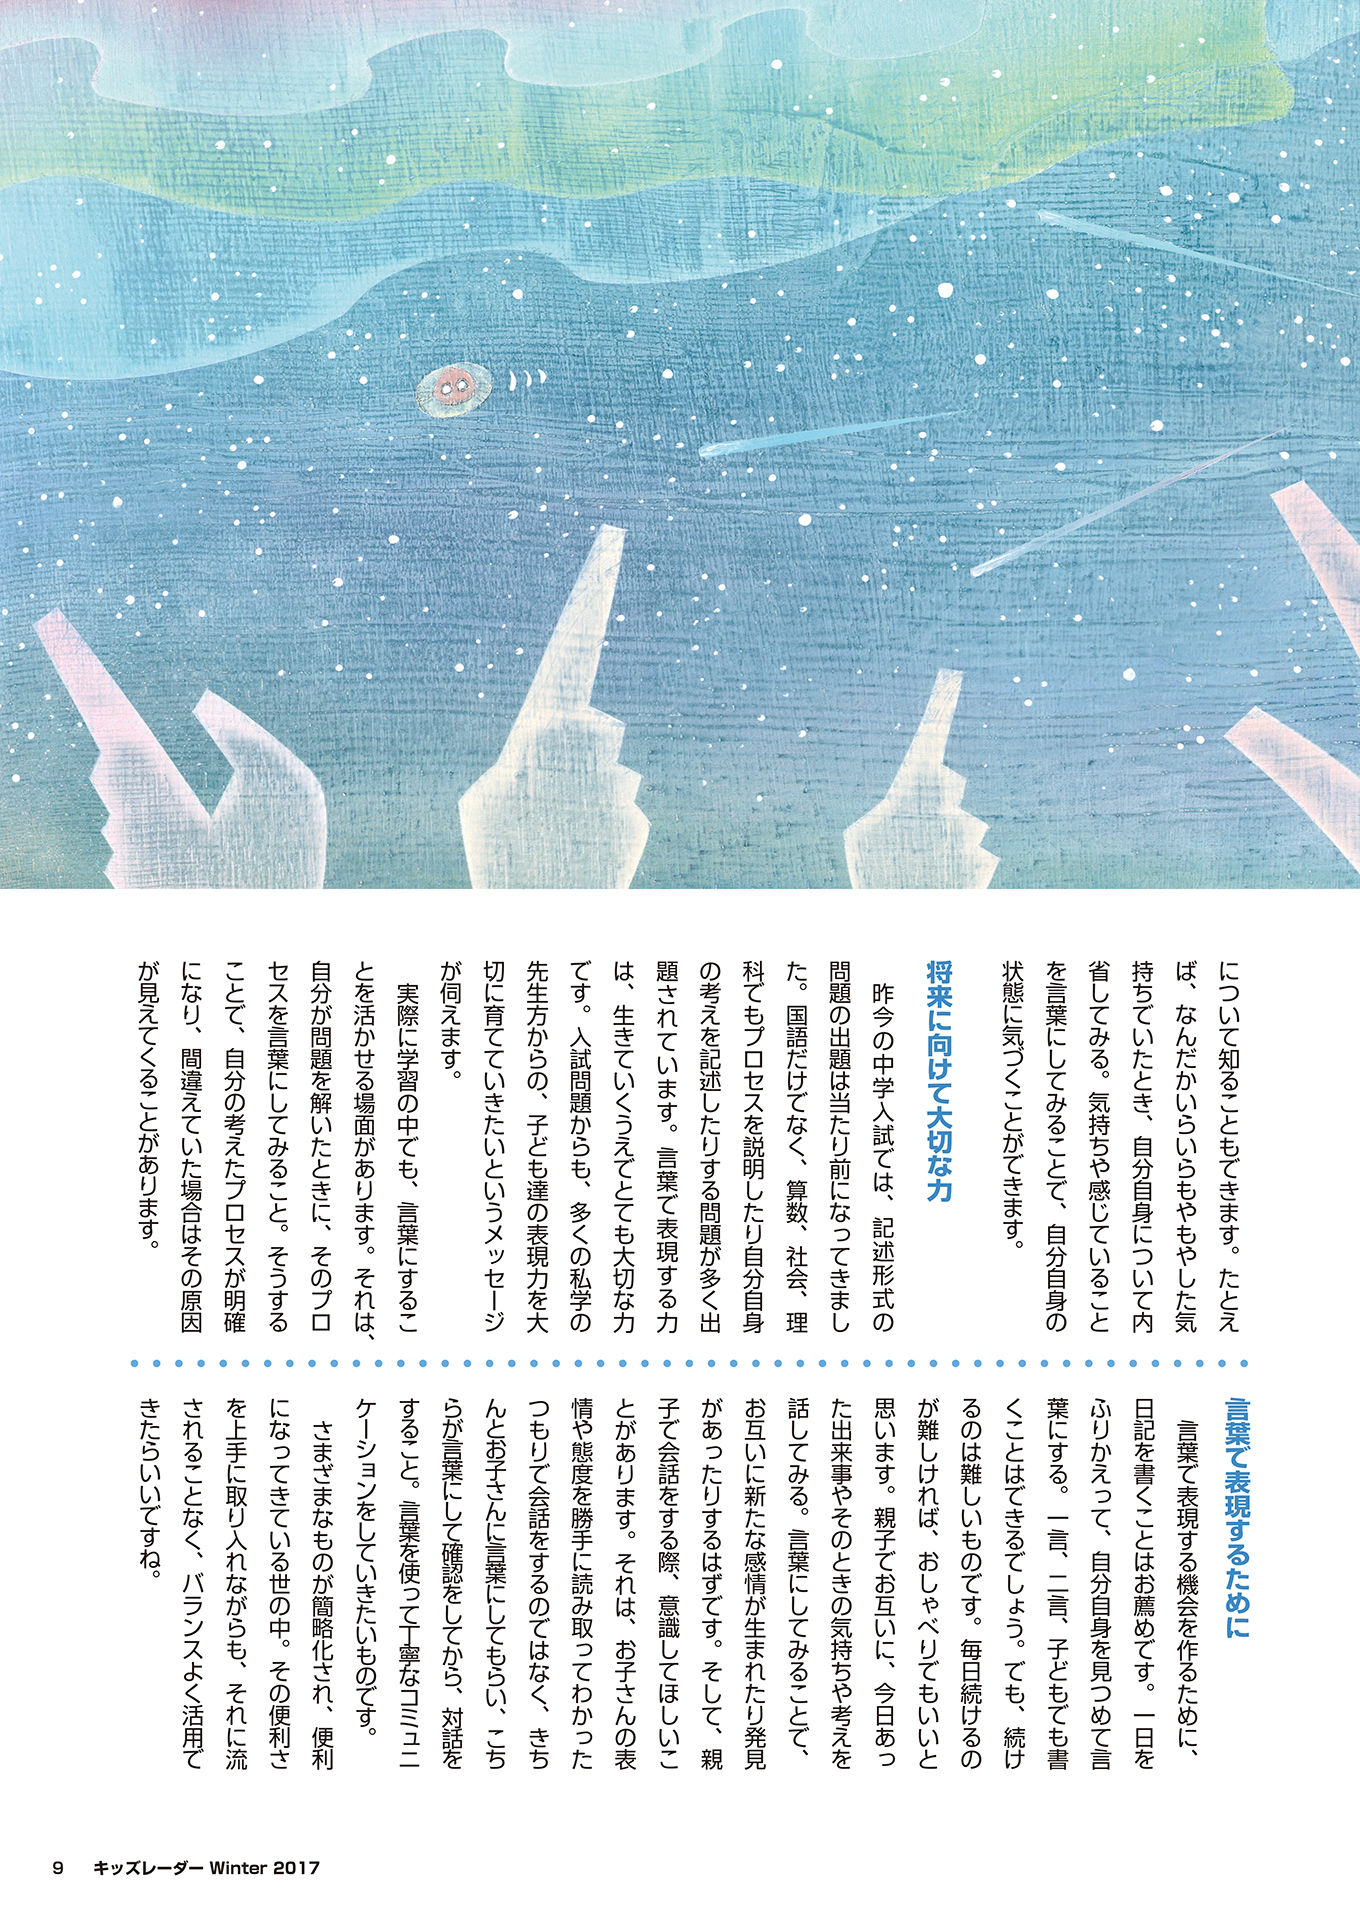 について知ることもできます。たとえ
ば、なんだかいらいらもやもやした気
持ちでいたとき、自分自身について内
省してみる。気持ちや感じていること
を言葉にしてみることで、自分自身の
状態に気づくことができます。
将来に向けて大切な力
昨今の中学入試では、記述形式の
問題の出題は当たり前になってきまし
た。国語だけでなく、算数、社会、理
科でもプロセスを説明したり自分自身
の考えを記述したりする問題が多く出
題されています。言葉で表現する力
は、生きていくうえでとても大切な力
です。入試問題からも、多くの私学の
先生方からの、子ども達の表現力を大
切に育てていきたいというメッセージ
が伺えます。
実際に学習の中でも、言葉にするこ
とを活かせる場面があります。それは、
自分が問題を解いたときに、そのプロ
セスを言葉にしてみること。そうする
ことで、自分の考えたプロセスが明確
になり、間違えていた場合はその原因
が見えてくることがあります。
言葉で表現するために
言葉で表現する機会を作るために、
日記を書くことはお薦めです。一日を
ふりかえって、自分自身を見つめて言
葉にする。一言、二言、子どもでも書
くことはできるでしょう。でも、続け
るのは難しいものです。毎日続けるの
が難しければ、おしゃべりでもいいと
思います。親子でお互いに、今日あっ
た出来事やそのときの気持ちや考えを
話してみる。言葉にしてみることで、
お互いに新たな感情が生まれたり発見
があったりするはずです。そして、親
子で会話をする際、意識してほしいこ
とがあります。それは、お子さんの表
情や態度を勝手に読み取ってわかった
つもりで会話をするのではなく、きち
んとお子さんに言葉にしてもらい、こち
らが言葉にして確認をしてから、対話を
すること。言葉を使って丁寧なコミュニ
ケーションをしていきたいものです。
さまざまなものが簡略化され、便利
になってきている世の中。その便利さ
を上手に取り入れながらも、それに流
されることなく、バランスよく活用で
きたらいいですね。
9 キッズレーダー Winter 2017